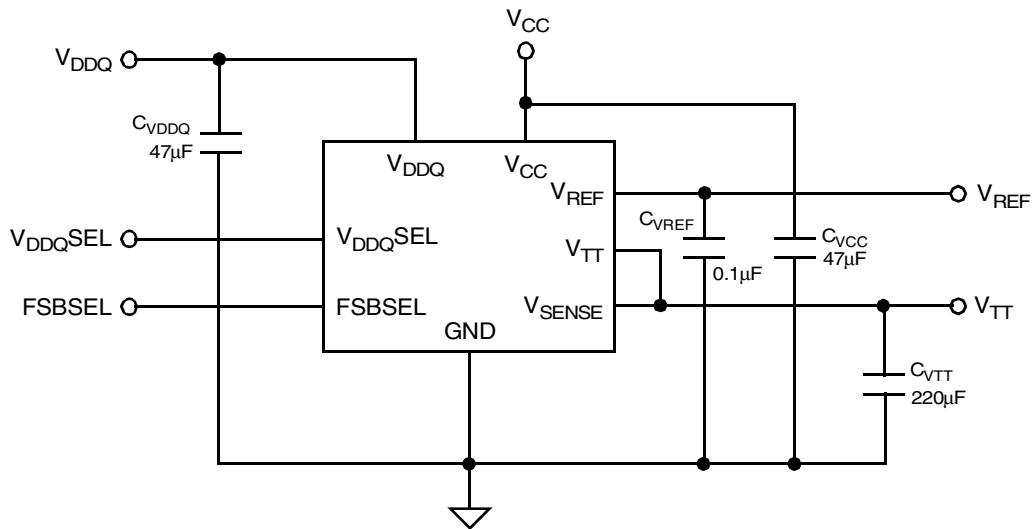 VCC
VDDQ
CVDDQ
47µF
VDDQ
VCC
VREF
VREF
CVREF
0.1µF
CVCC
47µF
VDDQSEL
VDDQSEL
VTT
FSBSEL
FSBSEL
VSENSE
VTT
GND
CVTT
220µF